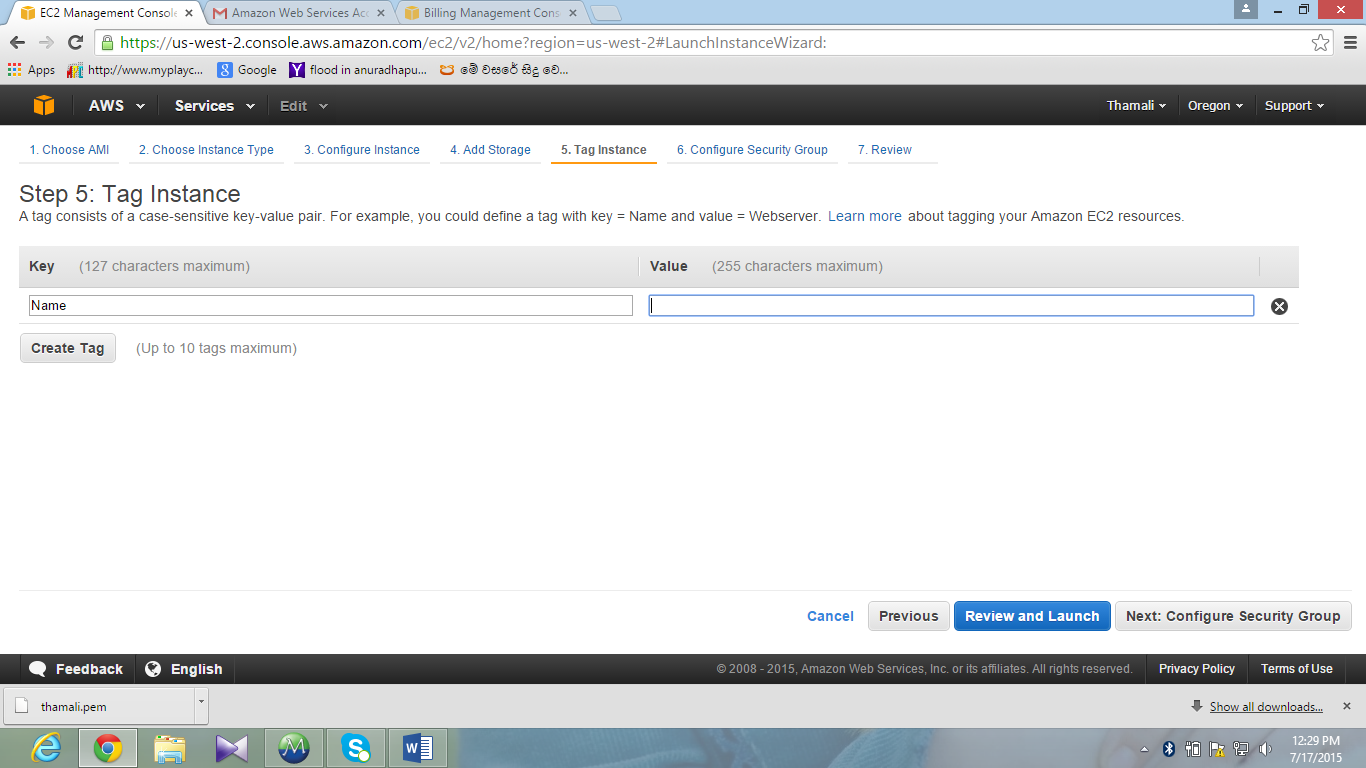 EC2 Management Console
Amazon Web Services Acc
Billing Management Cons
https://us-west-2.console.aws.amazon.com/ec2/v2/home?region=us-west-2#LaunchInstanceWizard:
Apps http://www.myplayc... Google flood in anuradhapu... මේ වසරේ සිදු වෙ...
AWS Services Edit Thamali Oregon Support
1. Choose AMI 2. Choose Instance Type 3. Configure Instance 4. Add Storage 5. Tag Instance 6. Configure Security Group 7. Review
Step 5: Tag Instance
A tag consists of a case-sensitive key-value pair. For example, you could define a tag with key = Name and value = Webserver. Learn more about tagging your Amazon EC2 resources.
Key (127 characters maximum) Value (255 characters maximum)
Name
Create Tag (Up to 10 tags maximum)
Cancel Previous Review and Launch Next: Configure Security Group
Feedback English © 2008 - 2015, Amazon Web Services, Inc. or its affiliates. All rights reserved. Privacy Policy Terms of Use
thamali.pem Show all downloads...
12:29 PM
7/17/2015